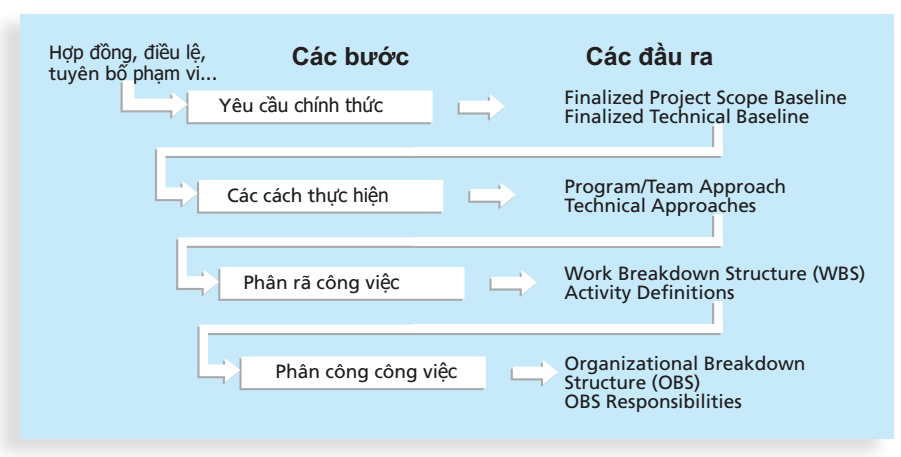 Hợp đồng, điều lệ,
tuyên bố phạm vi...
Các bước
Các đầu ra
Yêu cầu chính thức
Finalized Project Scope Baseline
Finalized Technical Baseline
Các cách thực hiện
Program/Team Approach
Technical Approaches
Phân rã công việc
Work Breakdown Structure (WBS)
Activity Definitions
Phân công công việc
Organizational Breakdown
Structure (OBS)
OBS Responsibilities